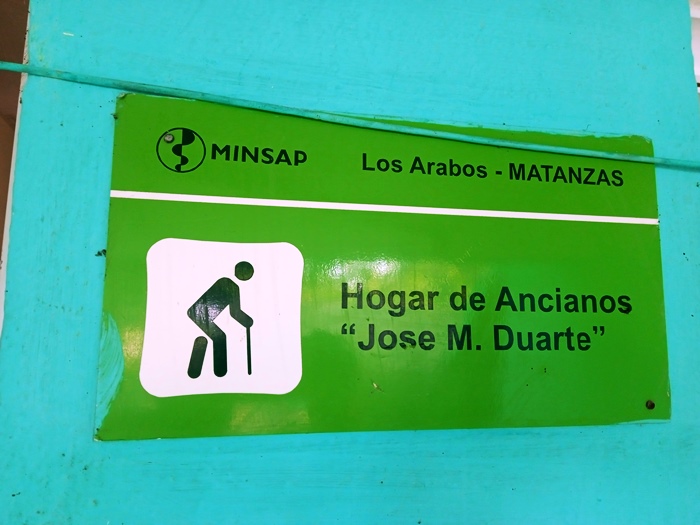 MINSAP
Los Arabos - MATANZAS
Hogar de Ancianos
“Jose M. Duarte”